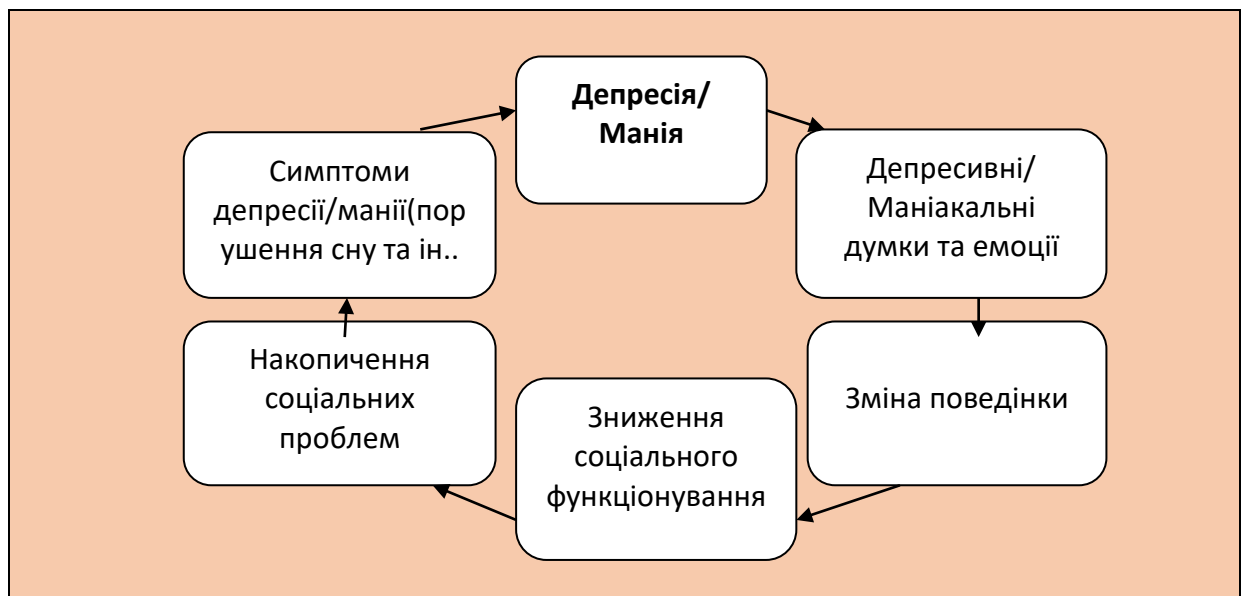 Депресія/
Манія
Депресивні/
Маніакальні
думки та емоції
Зміна поведінки
Зниження
соціального
функціонування
Накопичення
соціальних
проблем
Симптоми
депресії/манії(пор
ушення сну та ін..